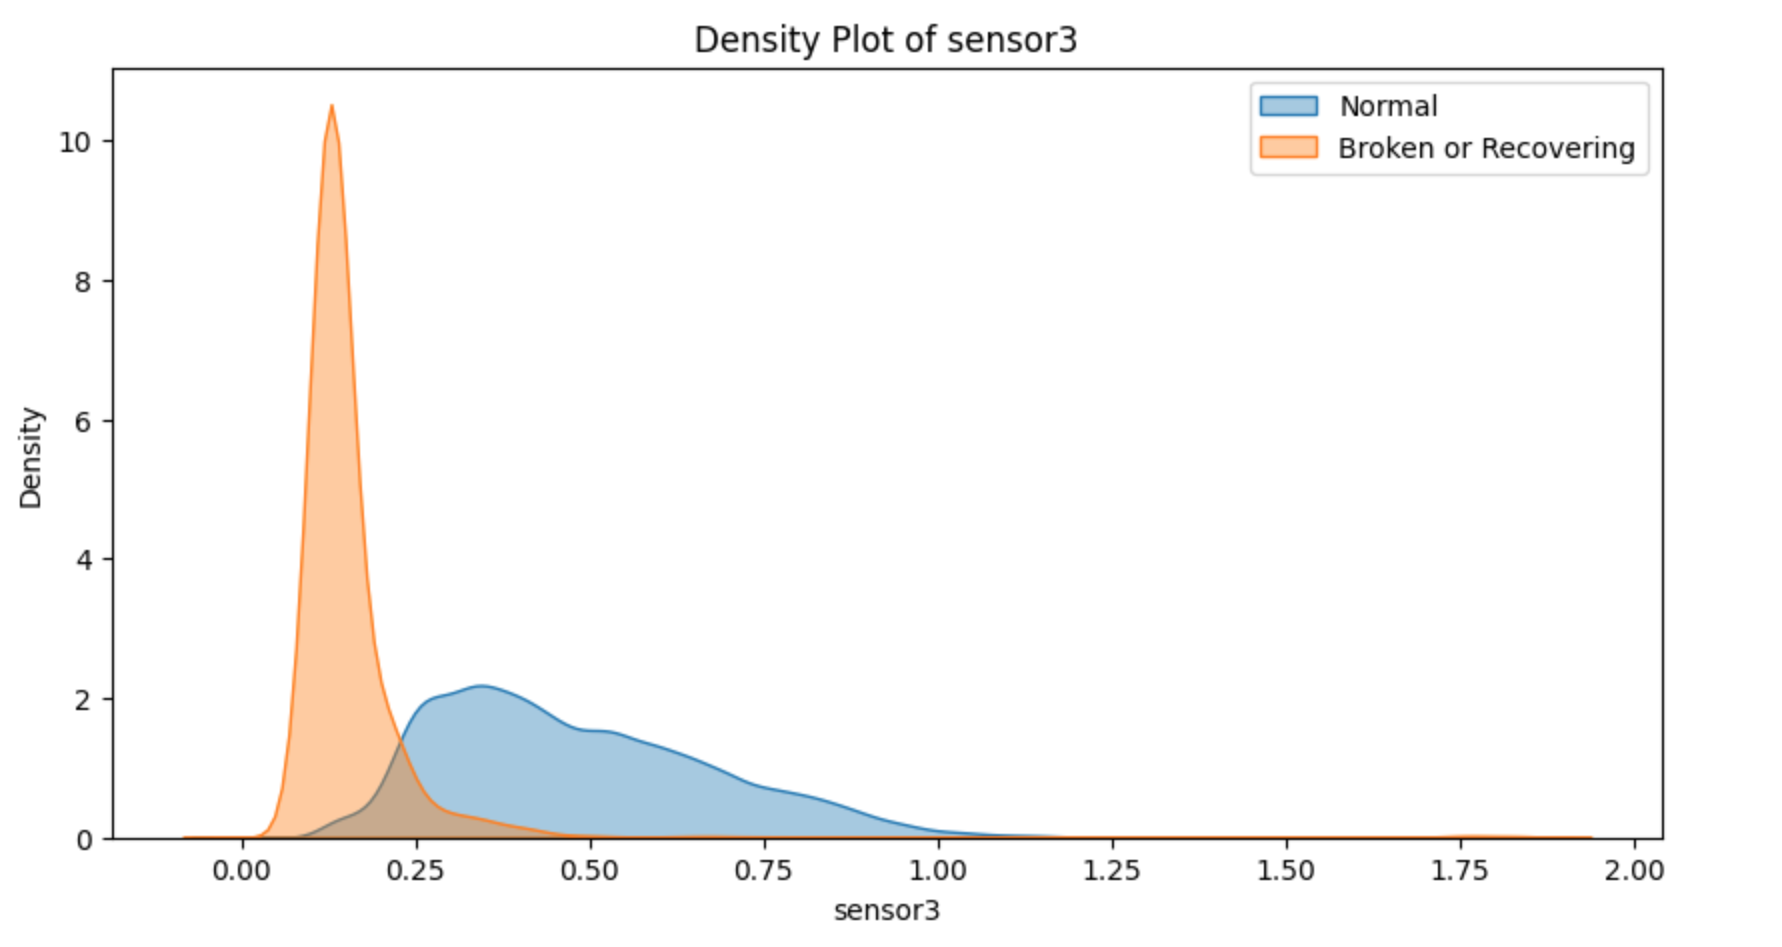 Density Plot of sensor3
Normal
Broken or Recovering
10
8
6
4
2
0
Density
0.00 0.25 0.50 0.75 1.00 1.25 1.50 1.75 2.00
sensor3